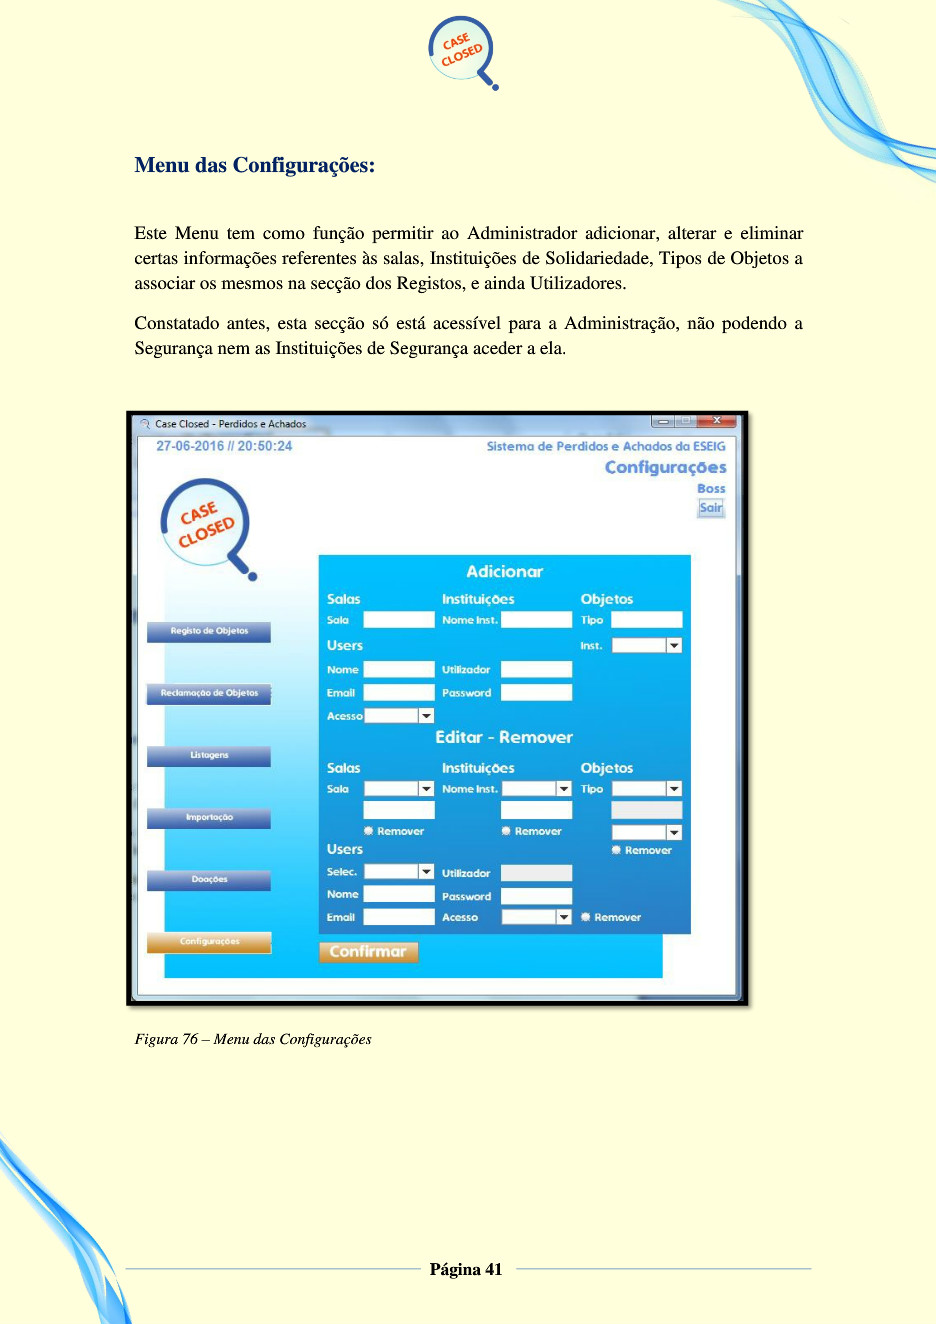 CASE
CLOSED
Menu das Configurações:
Este Menu tem como função permitir ao Administrador adicionar, alterar e eliminar
certas informações referentes às salas, Instituições de Solidariedade, Tipos de Objetos a
associar os mesmos na secção dos Registos, e ainda Utilizadores.
Constatado antes, esta secção só está acessível para a Administração, não podendo a
Segurança nem as Instituições de Segurança aceder a ela.
Case Closed - Perdidos e Achados
27-06-2016 // 20:50:24 Sistema de Perdidos e Achados da ESEIG
Configurações
Boss
Sair
CASE
CLOSED
Registo de Objetos
Reclamação de Objetos
Listagens
Importação
Doações
Configurações
Adicionar
Salas Instituições Objetos
Sala Nome Inst. Tipo
Users Inst.
Nome Utilizador
Email Password
Acesso
Editar - Remover
Salas Instituições Objetos
Sala Nome Inst. Tipo
Remover Remover
Users Remover
Selec. Utilizador
Nome Password
Email Acesso Remover
Confirmar
Figura 76 – Menu das Configurações
Página 41